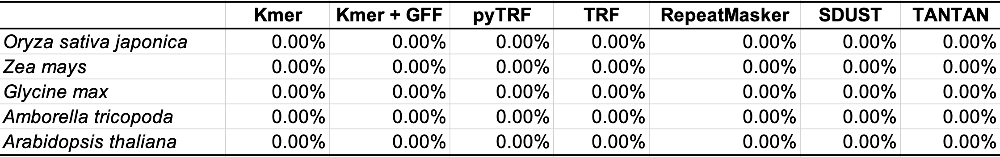 Kmer Kmer + GFF pyTRF TRF RepeatMasker SDUST TANTAN
Oryza sativa japonica 0.00% 0.00% 0.00% 0.00% 0.00% 0.00% 0.00%
Zea mays 0.00% 0.00% 0.00% 0.00% 0.00% 0.00% 0.00%
Glycine max 0.00% 0.00% 0.00% 0.00% 0.00% 0.00% 0.00%
Amborella tricopoda 0.00% 0.00% 0.00% 0.00% 0.00% 0.00% 0.00%
Arabidopsis thaliana 0.00% 0.00% 0.00% 0.00% 0.00% 0.00% 0.00%